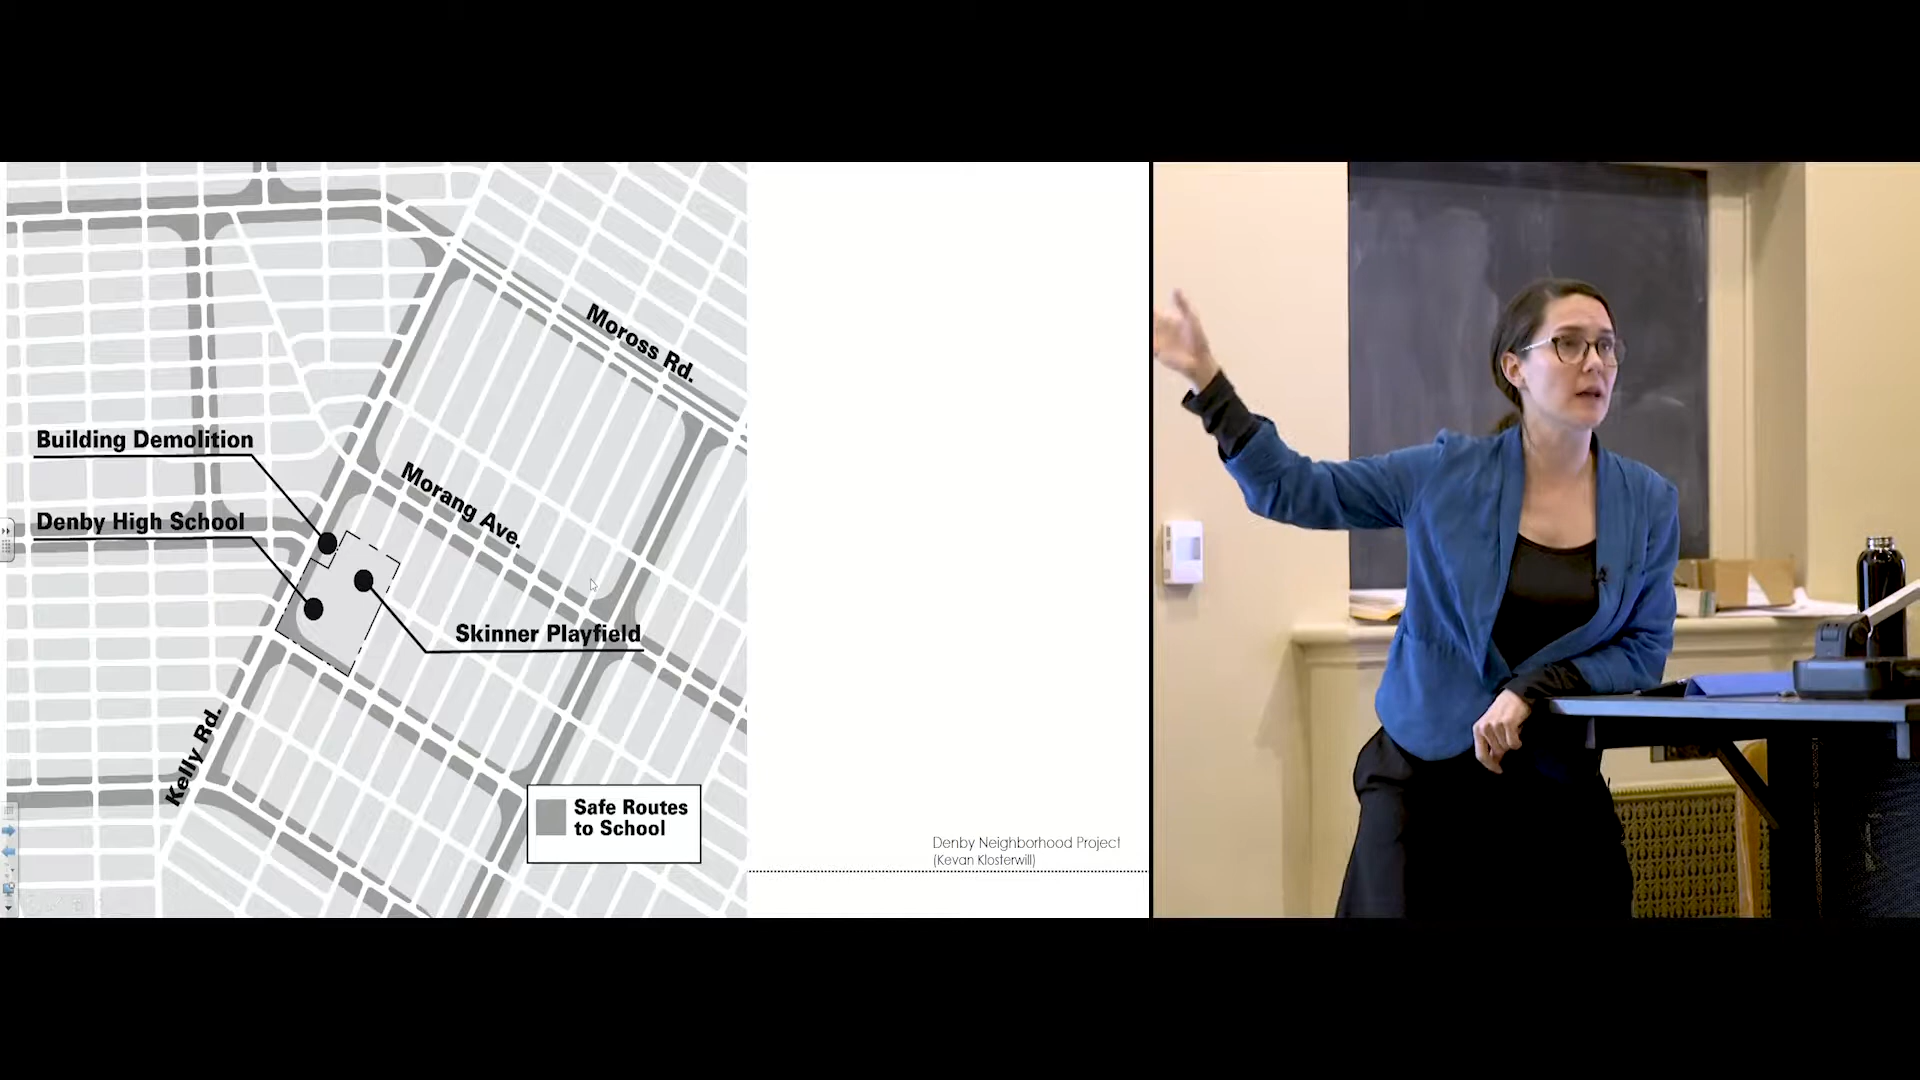 Moross Rd.
Building Demolition
Morang Ave.
Denby High School
Skinner Playfield
Kelly Rd.
Safe Routes
to School
Denby Neighborhood Project
(Kevan Klosterwill)